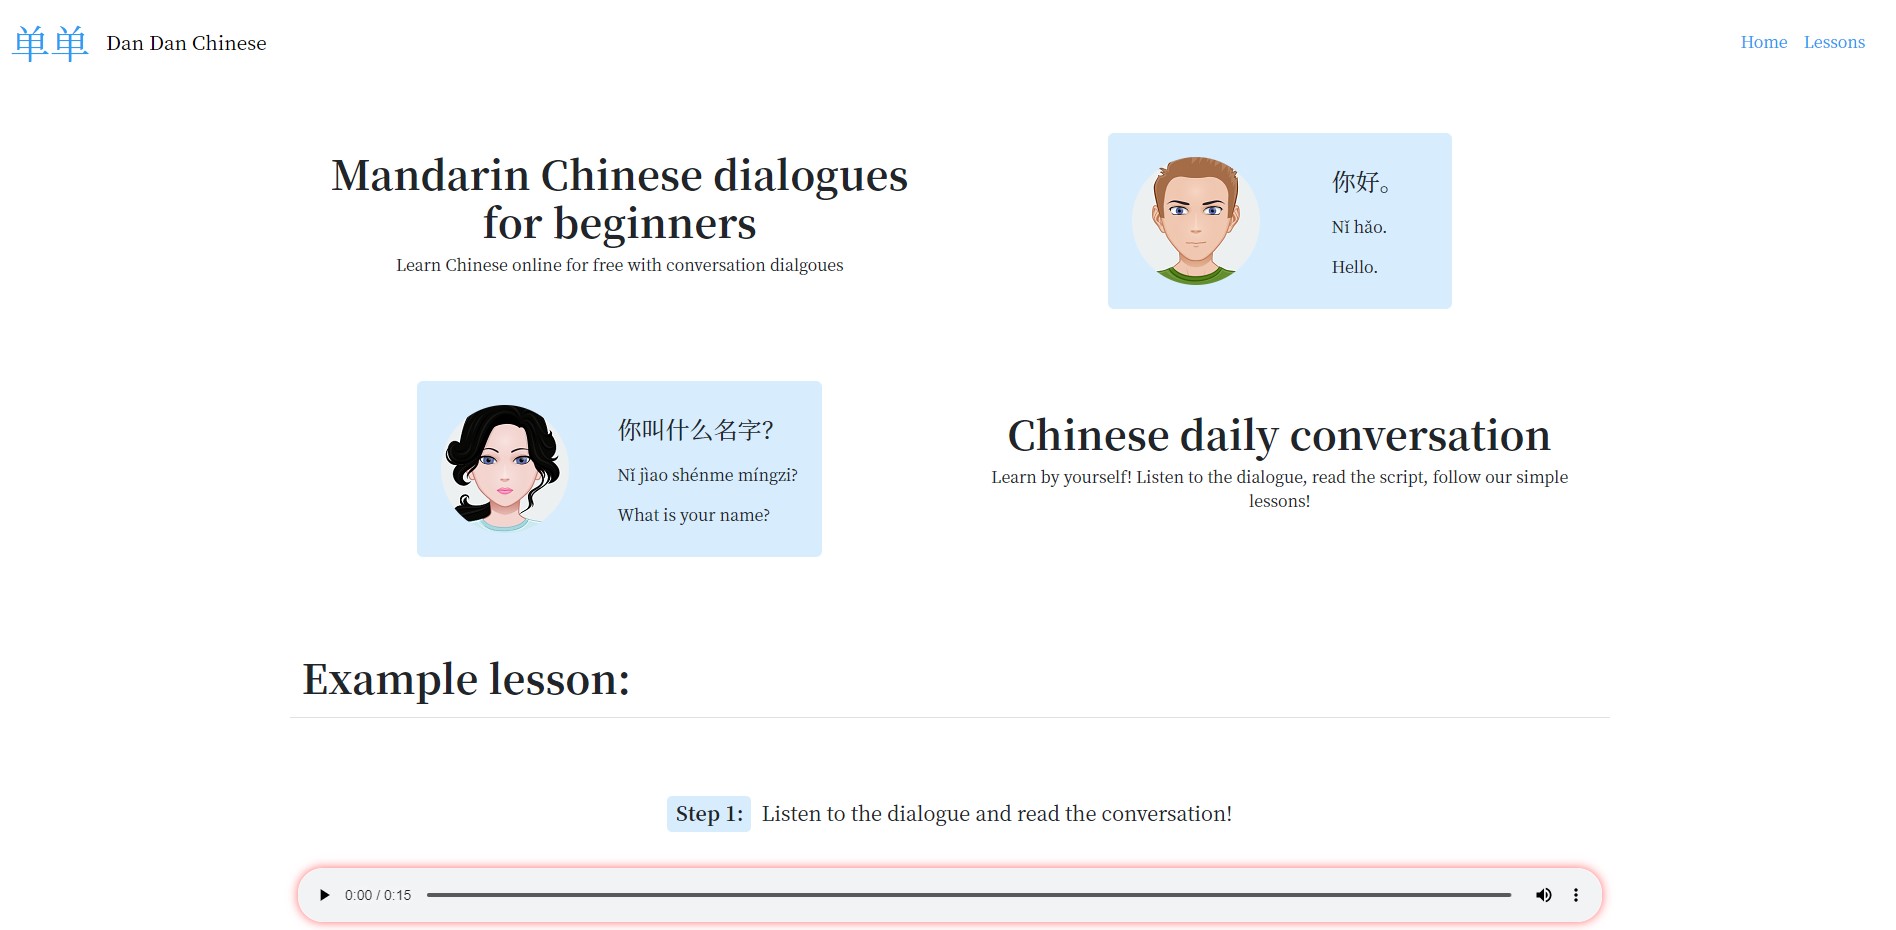 单单 Dan Dan Chinese
Home Lessons
Mandarin Chinese dialogues
for beginners
Learn Chinese online for free with conversation dialgoues
你好。
Nǐ hǎo.
Hello.
你叫什么名字?
Nǐ jìao shénme míngzi?
What is your name?
Chinese daily conversation
Learn by yourself! Listen to the dialogue, read the script, follow our simple
lessons!
Example lesson:
Step 1: Listen to the dialogue and read the conversation!
0:00 / 0:15